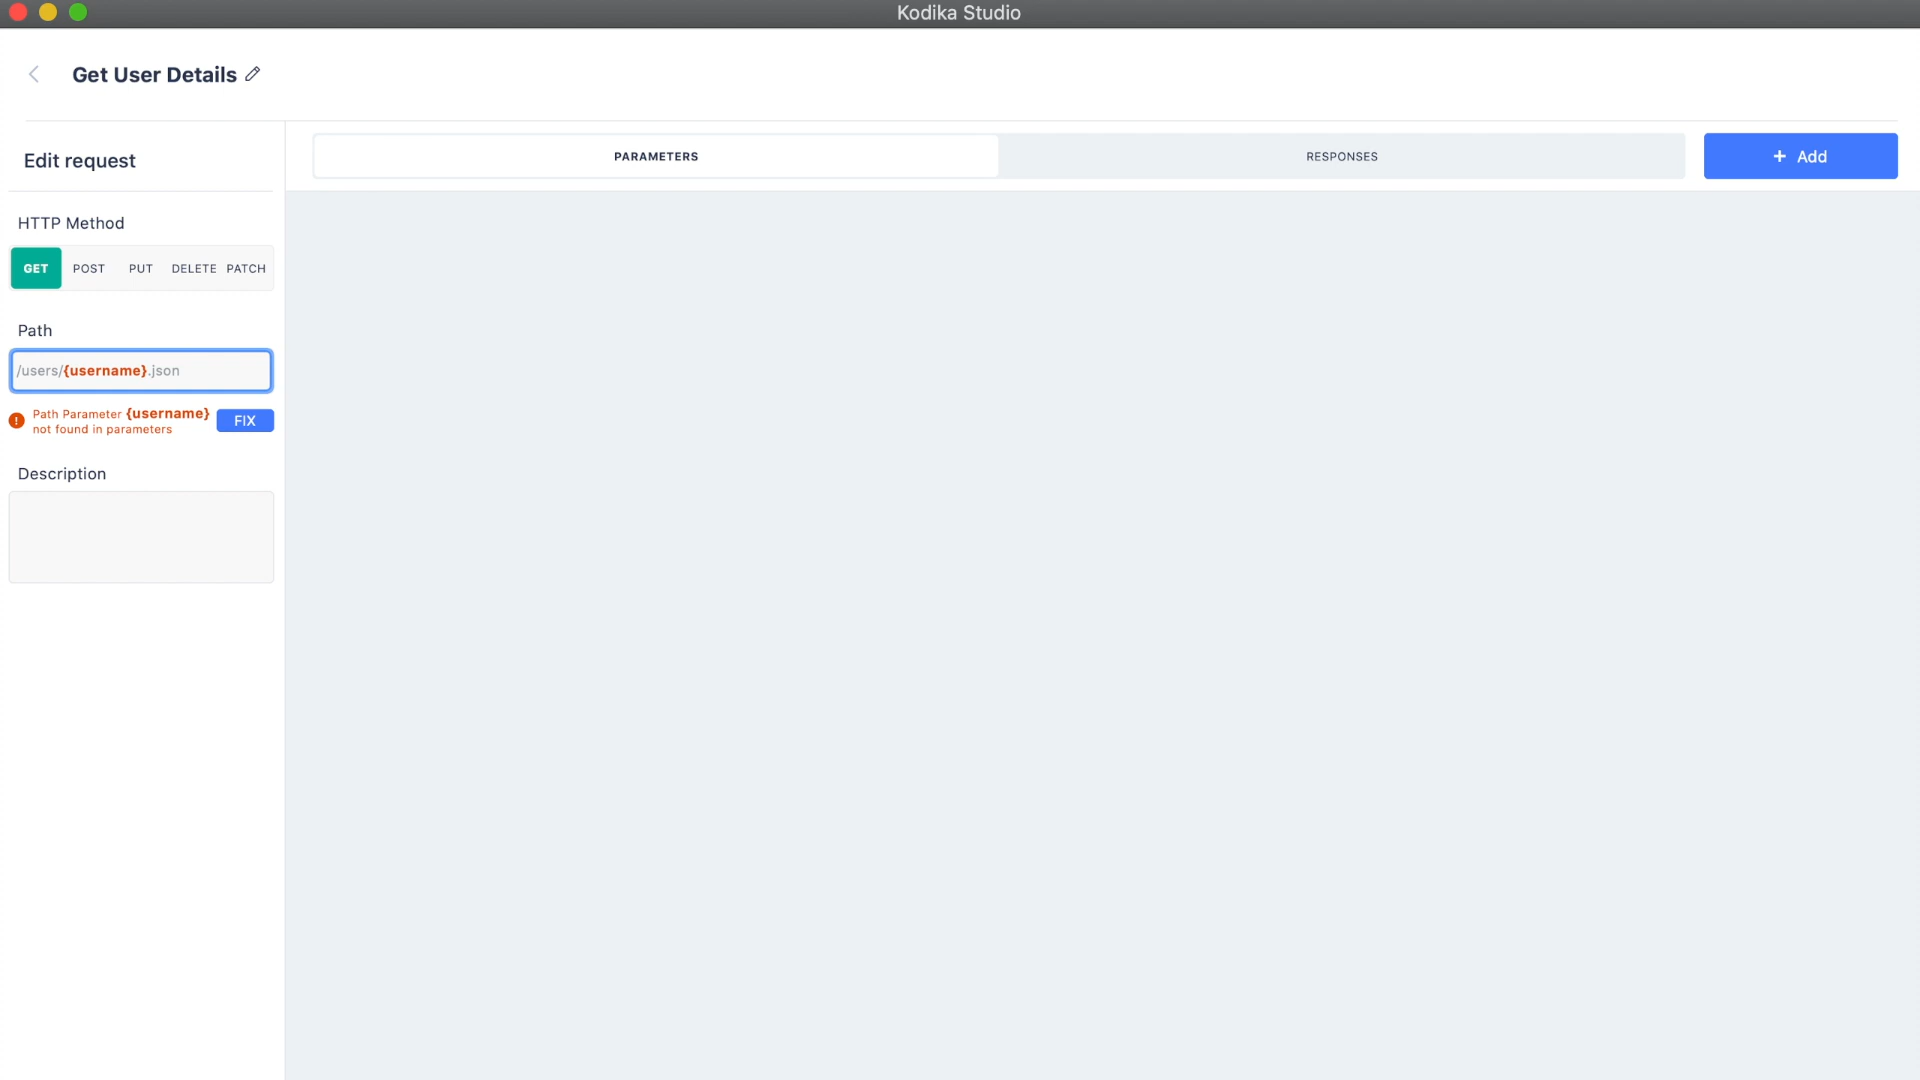 Kodika Studio
Get User Details
Edit request
PARAMETERS
RESPONSES
+ Add
HTTP Method
GET POST PUT DELETE PATCH
Path
/users/{username}.json
! Path Parameter {username}
not found in parameters
FIX
Description